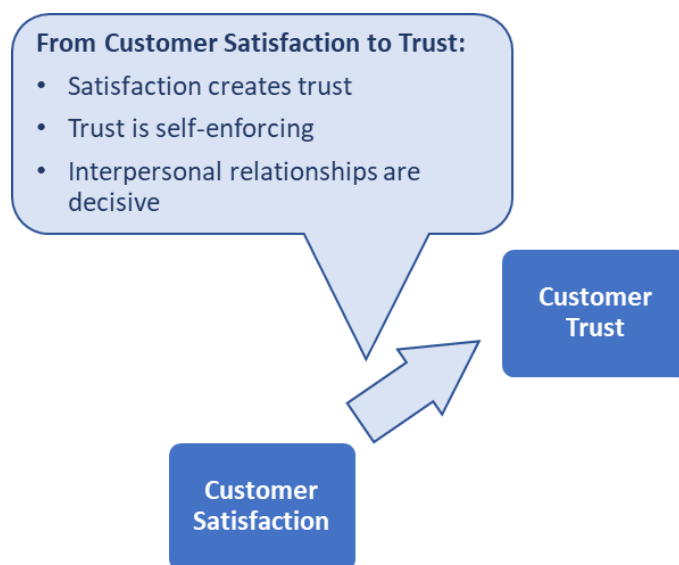 From Customer Satisfaction to Trust:
• Satisfaction creates trust
• Trust is self-enforcing
• Interpersonal relationships are
decisive
Customer
Trust
Customer
Satisfaction